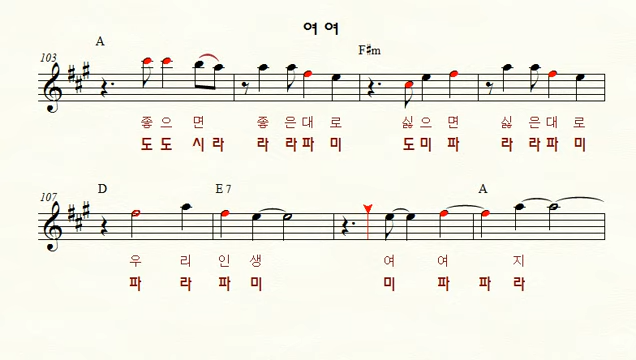 여 여
A
F#m
103
좋 으 면 좋 은 대 로 싫 으 면 싫 은 대 로
도 도 시 라 라 라 파 미 도 미 파 라 라 파 미
D E7 A
107
우 리 인 생 여 여 지
파 라 파 미 미 파 파 라